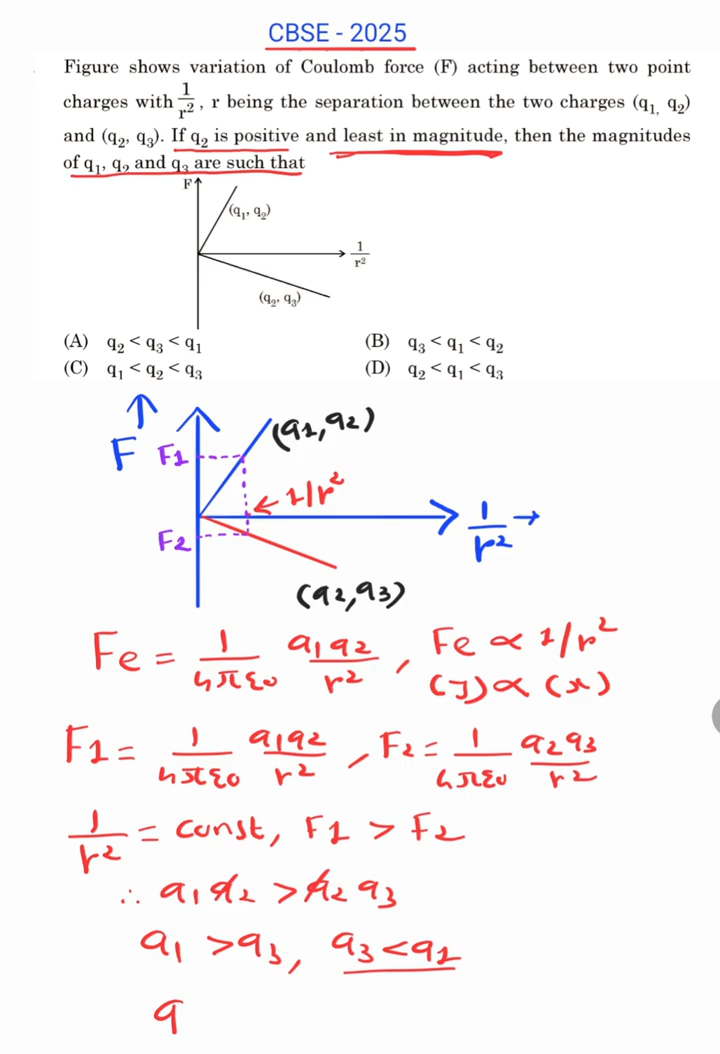 CBSE - 2025
Figure shows variation of Coulomb force (F) acting between two point
charges with 1/r², r being the separation between the two charges (q₁, q₂)
and (q₂, q₃). If q₂ is positive and least in magnitude, then the magnitudes
of q₁, q₂ and q₃ are such that
F
(q₁, q₂)
1/r²
(q₂, q₃)
(A) q₂ < q₃ < q₁ (B) q₃ < q₁ < q₂
(C) q₁ < q₂ < q₃ (D) q₂ < q₁ < q₃
↑ F F1 (q1,q2)
← 1/r²
1/r² →
F2
(q2,q3)
Fe = 1/4πε0 q1q2/r², Fe ∝ 1/r²
(y) ∝ (x)
F1 = 1/4πε0 q1q2/r², F2 = 1/4πε0 q2q3/r²
1/r² = const, F1 > F2
∴ q1q2 > q2q3
q1 > q3, q3 < q1
q